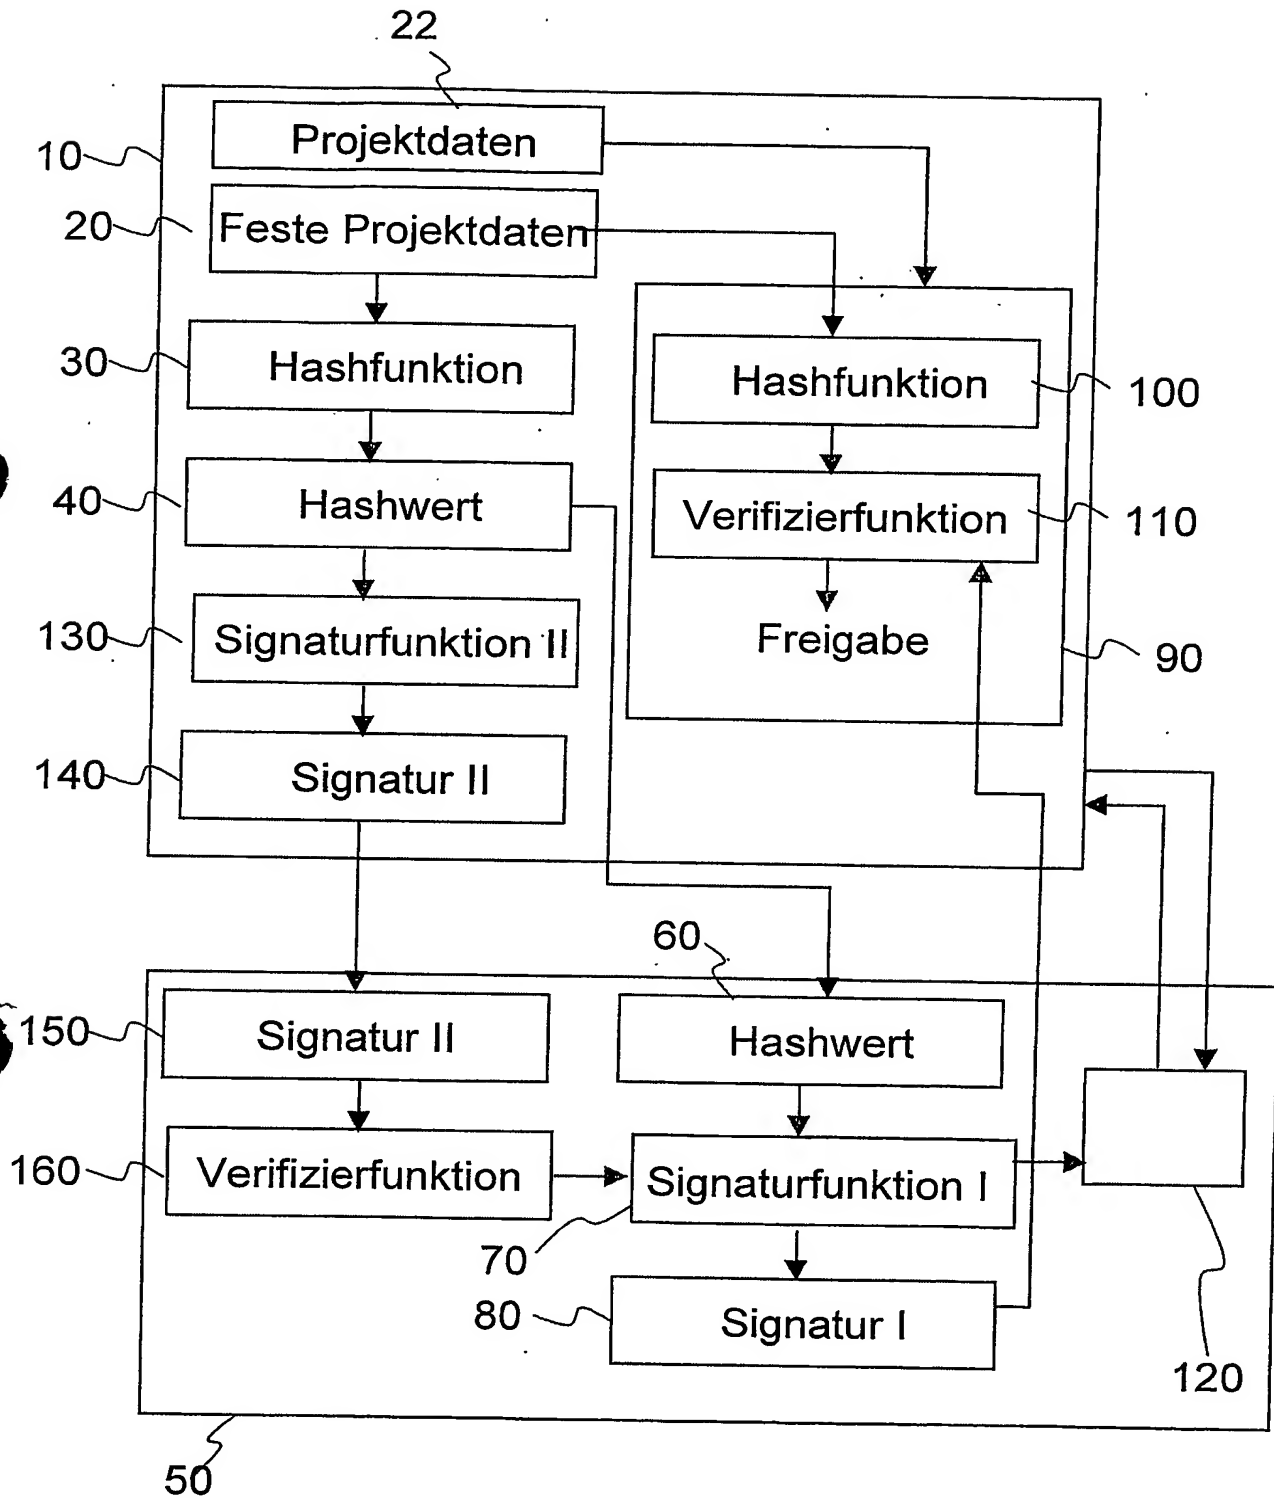 22
Projektdaten
10
20
Feste Projektdaten
30
Hashfunktion
Hashfunktion
100
40
Hashwert
Verifizierfunktion
110
130
Signaturfunktion II
Freigabe
90
140
Signatur II
60
150
Signatur II
Hashwert
160
Verifizierfunktion
Signaturfunktion I
70
80
Signatur I
120
50